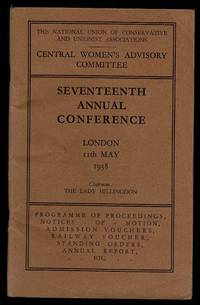 THE NATIONAL UNION OF CONSERVATIVE
AND UNIONIST ASSOCIATIONS
CENTRAL WOMEN'S ADVISORY
COMMITTEE
SEVENTEENTH
ANNUAL
CONFERENCE
LONDON
11th MAY
1938
Chairman:
THE LADY HILLINGDON
PROGRAMME OF PROCEEDINGS,
NOTICES OF MOTION,
ADMISSION VOUCHERS,
RAILWAY VOUCHER,
STANDING ORDERS,
ANNUAL REPORT,
ETC.